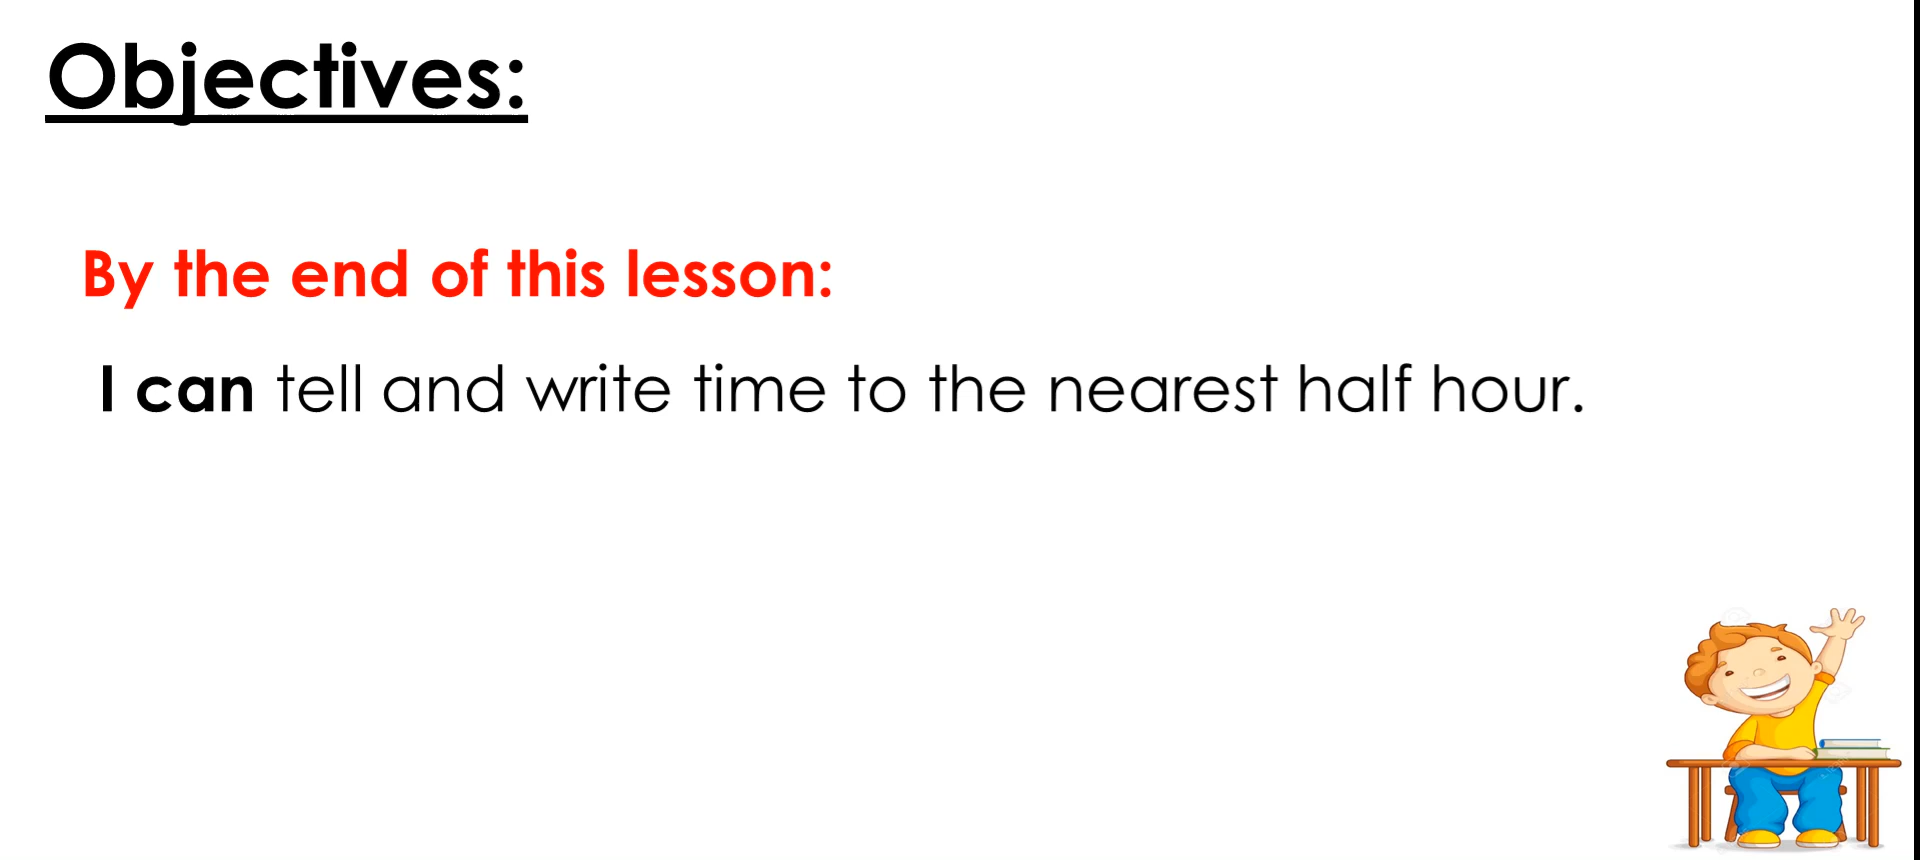 Objectives:
By the end of this lesson:
I can tell and write time to the nearest half hour.